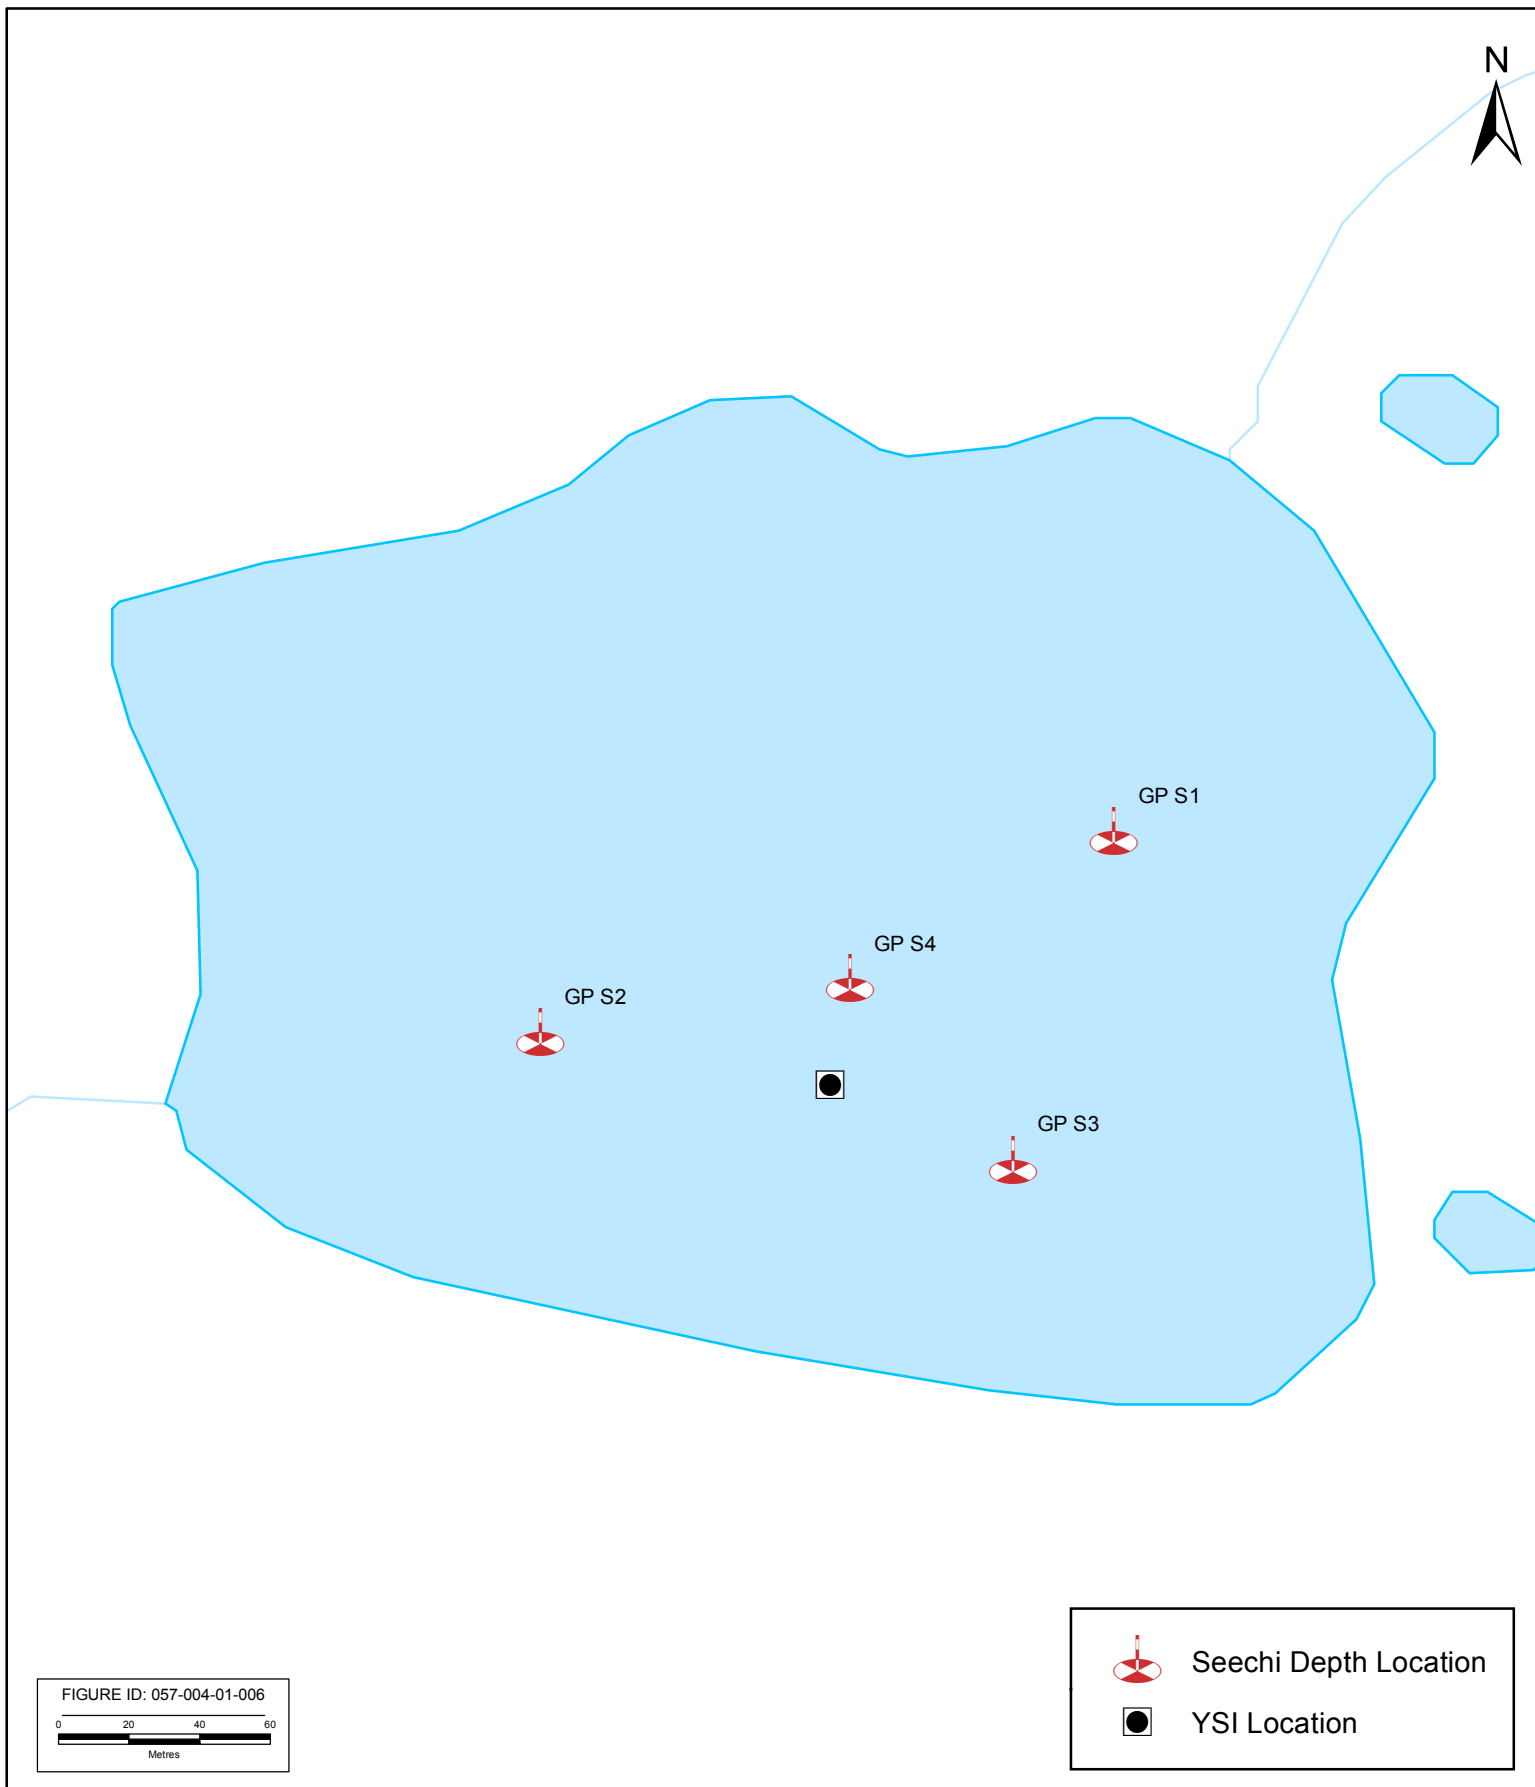 N
GP S1
GP S4
GP S2
GP S3
Seechi Depth Location
YSI Location
FIGURE ID: 057-004-01-006
0 20 40 60
Metres